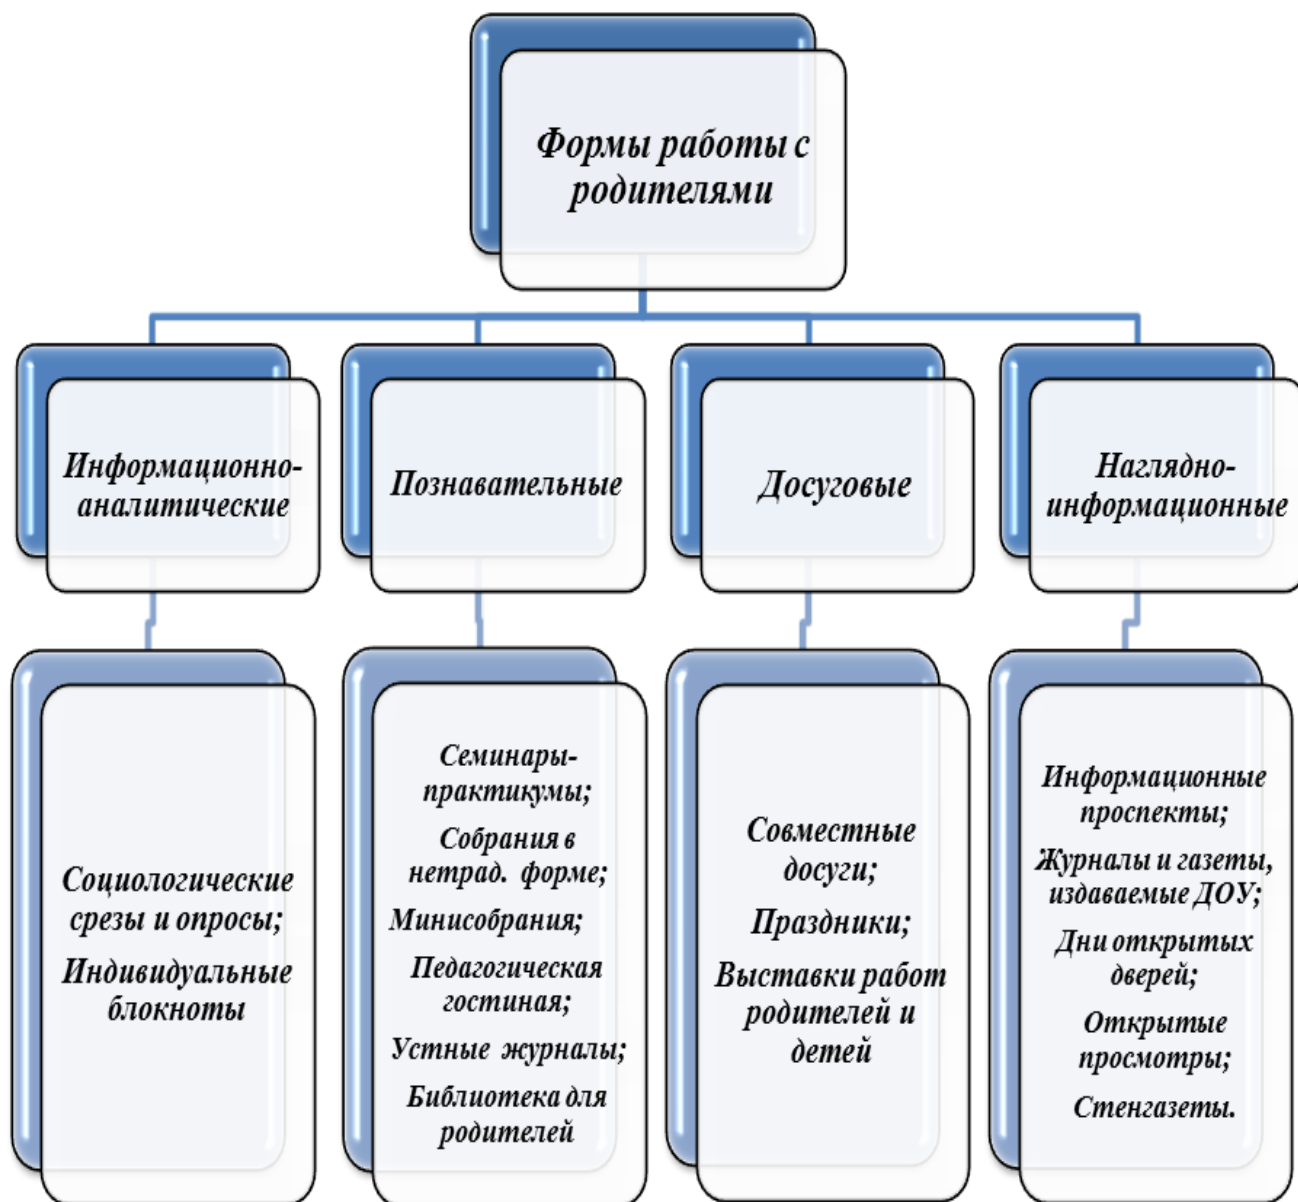 Формы работы с
родителями
Информационно-
аналитические
Познавательные
Досуговые
Наглядно-
информационные
Социологические
срезы и опросы;
Индивидуальные
блокноты
Семинары-
практикумы;
Собрания в
нетрад. форме;
Минисобрания;
Педагогическая
гостиная;
Устные журналы;
Библиотека для
родителей
Совместные
досуги;
Праздники;
Выставки работ
родителей и
детей
Информационные
проспекты;
Журналы и газеты,
издаваемые ДОУ;
Дни открытых
дверей;
Открытые
просмотры;
Стенгазеты.